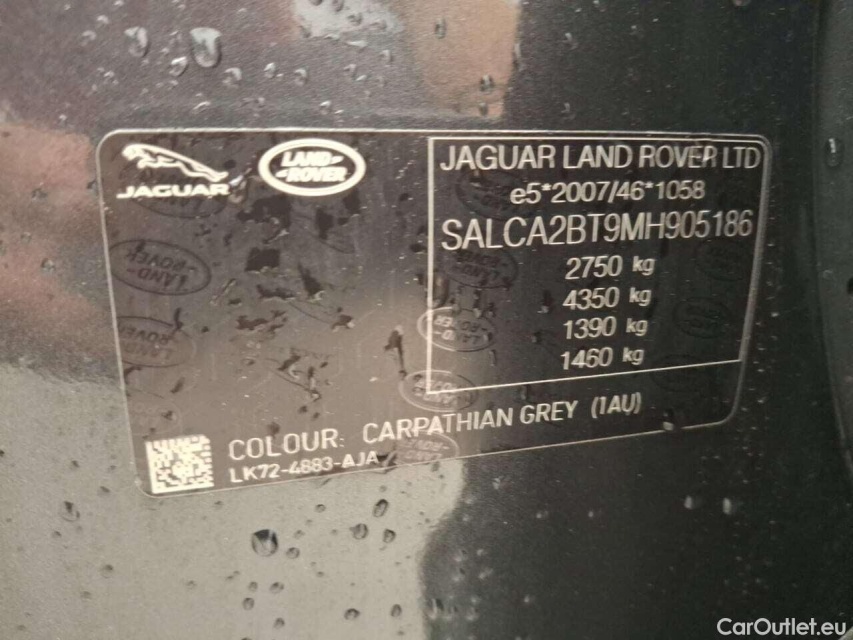 JAGUAR
LAND-
-ROVER
JAGUAR LAND ROVER LTD
e5*2007/46*1058
SALCA2BT9MH905186
2750 kg
4350 kg
1390 kg
1460 kg
COLOUR: CARPATHIAN GREY (1AU)
LK72-4883-AJA
CarOutlet.eu